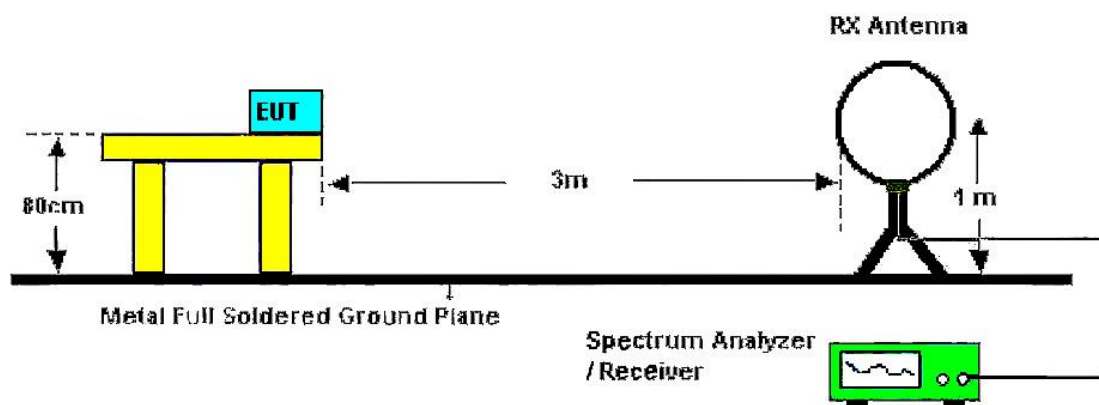 RX Antenna
EUT
80cm
3m
1 m
Metal Full Soldered Ground Plane
Spectrum Analyzer
/ Receiver